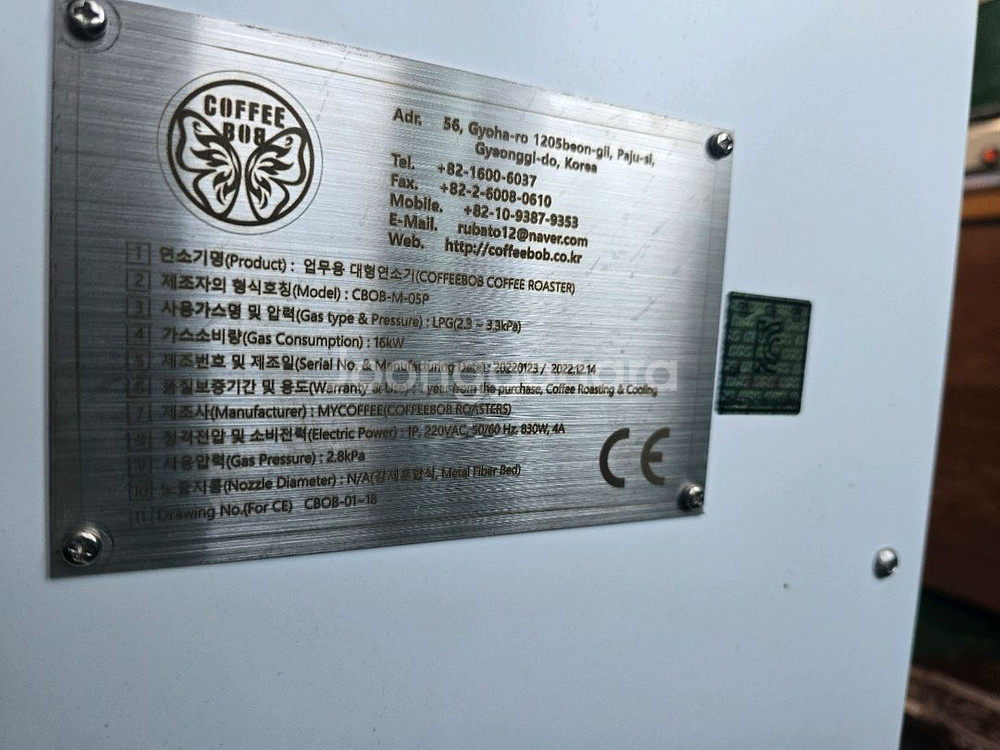 COFFEE
BOB
Adr. 56, Gyoha-ro 1205beon-gil, Paju-si,
Gyeonggi-do, Korea
Tel. +82-1600-6037
Fax. +82-2-6008-0610
Mobile. +82-10-9387-9353
E-Mail. rubato12@naver.com
Web. http://coffeebob.co.kr
1 연소기명(Product) : 업무용 대형연소기(COFFEEBOB COFFEE ROASTER)
2 제조자의 형식호칭(Model) : CBOB-M-05P
3 사용가스명 및 압력(Gas type & Pressure) : LPG(2.3 ~ 3.3kPa)
4 가스소비량(Gas Consumption) : 16kW
5 제조번호 및 제조일(Serial No. & Manufacturing Date) : 20220123 / 2022.12.14
6 품질보증기간 및 용도(Warranty & Use) : 1 year from the purchase, Coffee Roasting & Cooling
7 제조사(Manufacturer) : MYCOFFEE(COFFEEBOB ROASTERS)
8 정격전압 및 소비전력(Electric Power) : 1P, 220VAC, 50/60 Hz, 830W, 4A
9 사용압력(Gas Pressure) : 2.8kPa
10 노즐지름(Nozzle Diameter) : N/A(강제혼합식, Metal Fiber Bed)
11 Drawing No.(For CE) CBOB-01~18
CE